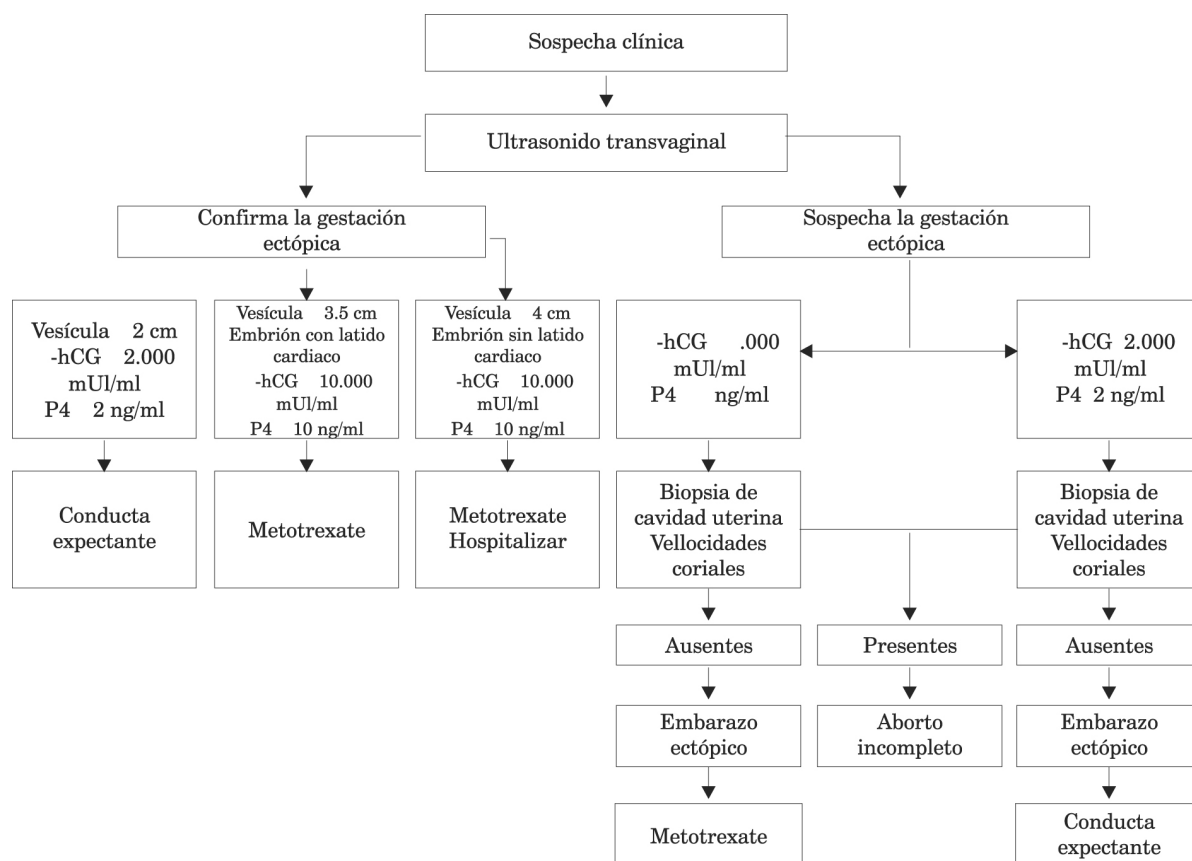 Sospecha clínica
Ultrasonido transvaginal
Confirma la gestación
ectópica
Sospecha la gestación
ectópica
Vesícula 2 cm
-hCG 2.000
mUl/ml
P4 2 ng/ml
Vesícula 3.5 cm
Embrión con latido
cardiaco
-hCG 10.000
mUl/ml
P4 10 ng/ml
Vesícula 4 cm
Embrión sin latido
cardiaco
-hCG 10.000
mUl/ml
P4 10 ng/ml
-hCG .000
mUl/ml
P4 ng/ml
-hCG 2.000
mUl/ml
P4 2 ng/ml
Conducta
expectante
Metotrexate
Metotrexate
Hospitalizar
Biopsia de
cavidad uterina
Vellocidades
coriales
Biopsia de
cavidad uterina
Vellocidades
coriales
Ausentes
Presentes
Ausentes
Embarazo
ectópico
Aborto
incompleto
Embarazo
ectópico
Metotrexate
Conducta
expectante